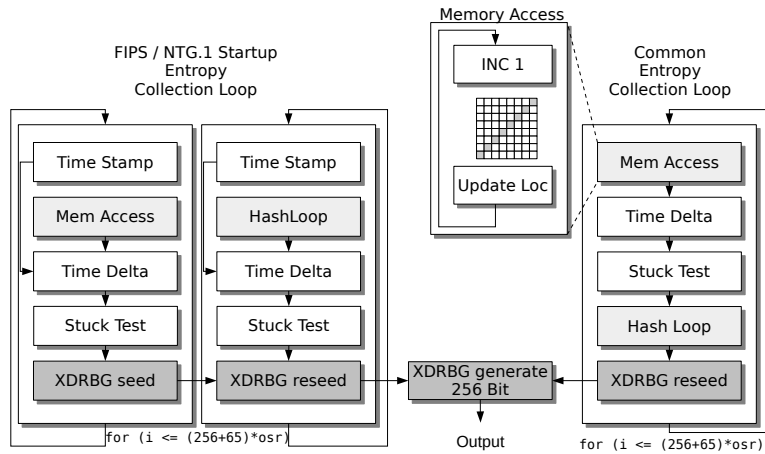 FIPS / NTG.1 Startup
Entropy
Collection Loop
Time Stamp
Mem Access
Time Delta
Stuck Test
XDRBG seed
Time Stamp
HashLoop
Time Delta
Stuck Test
XDRBG reseed
for (i <= (256+65)*osr)
Memory Access
INC 1
Update Loc
XDRBG generate
256 Bit
Output
Common
Entropy
Collection Loop
Mem Access
Time Delta
Stuck Test
Hash Loop
XDRBG reseed
for (i <= (256+65)*osr)